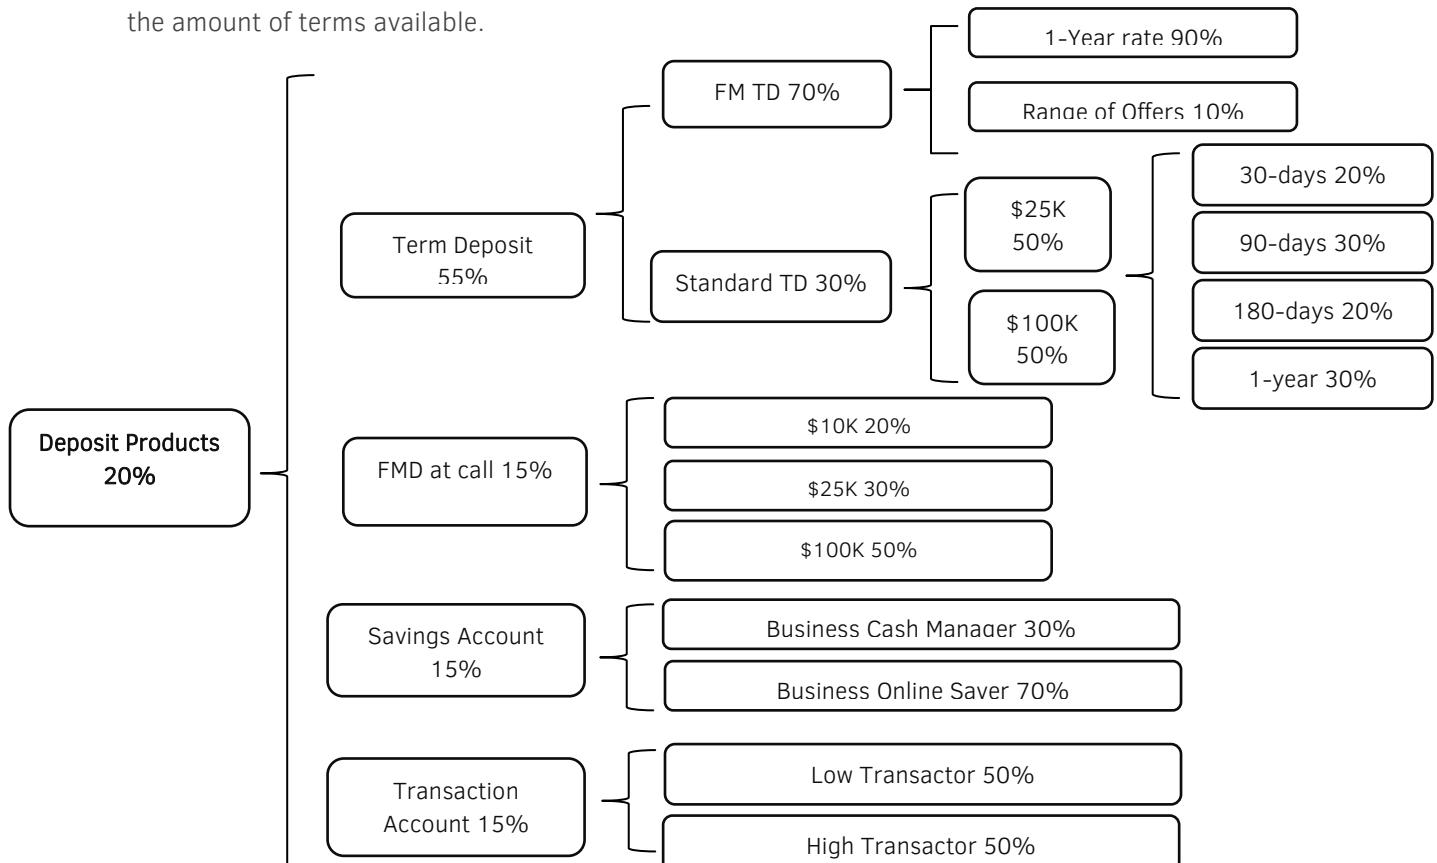 the amount of terms available.
1-Year rate 90%
FM TD 70%
Range of Offers 10%
30-days 20%
$25K
50%
90-days 30%
Term Deposit
55%
Standard TD 30%
180-days 20%
$100K
50%
1-year 30%
Deposit Products
20%
$10K 20%
FMD at call 15%
$25K 30%
$100K 50%
Savings Account
15%
Business Cash Manager 30%
Business Online Saver 70%
Transaction
Account 15%
Low Transactor 50%
High Transactor 50%